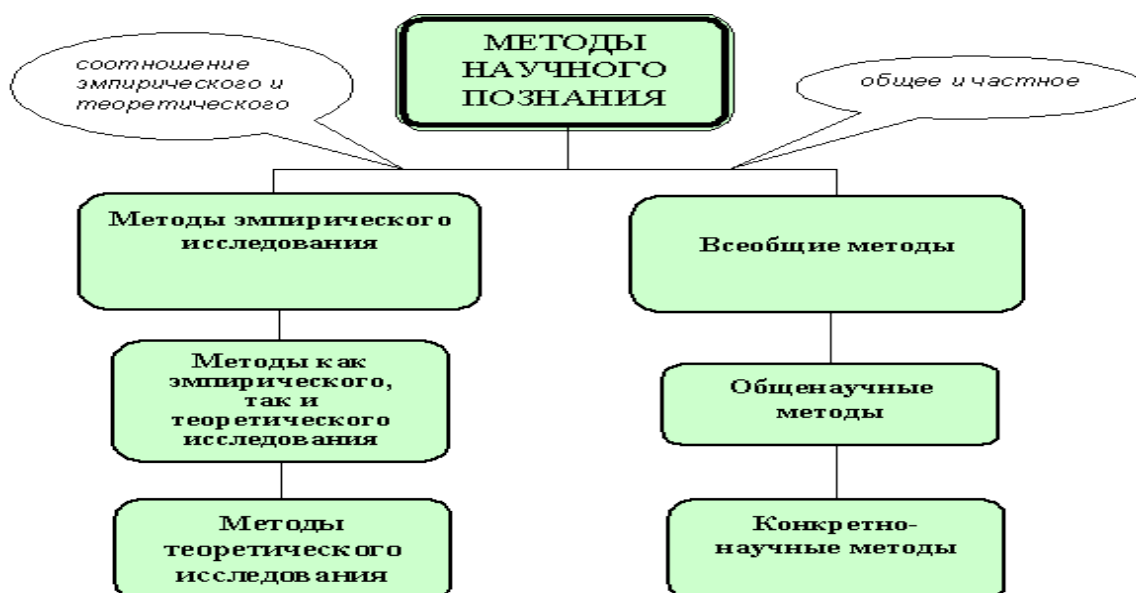 МЕТОДЫ
НАУЧНОГО
ПОЗНАНИЯ
соотношение
эмпирического и
теоретического
общее и частное
Методы эмпирического
исследования
Методы как
эмпирического,
так и
теоретического
исследования
Методы
теоретического
исследования
Всеобщие методы
Общенаучные
методы
Конкретно-
научные методы